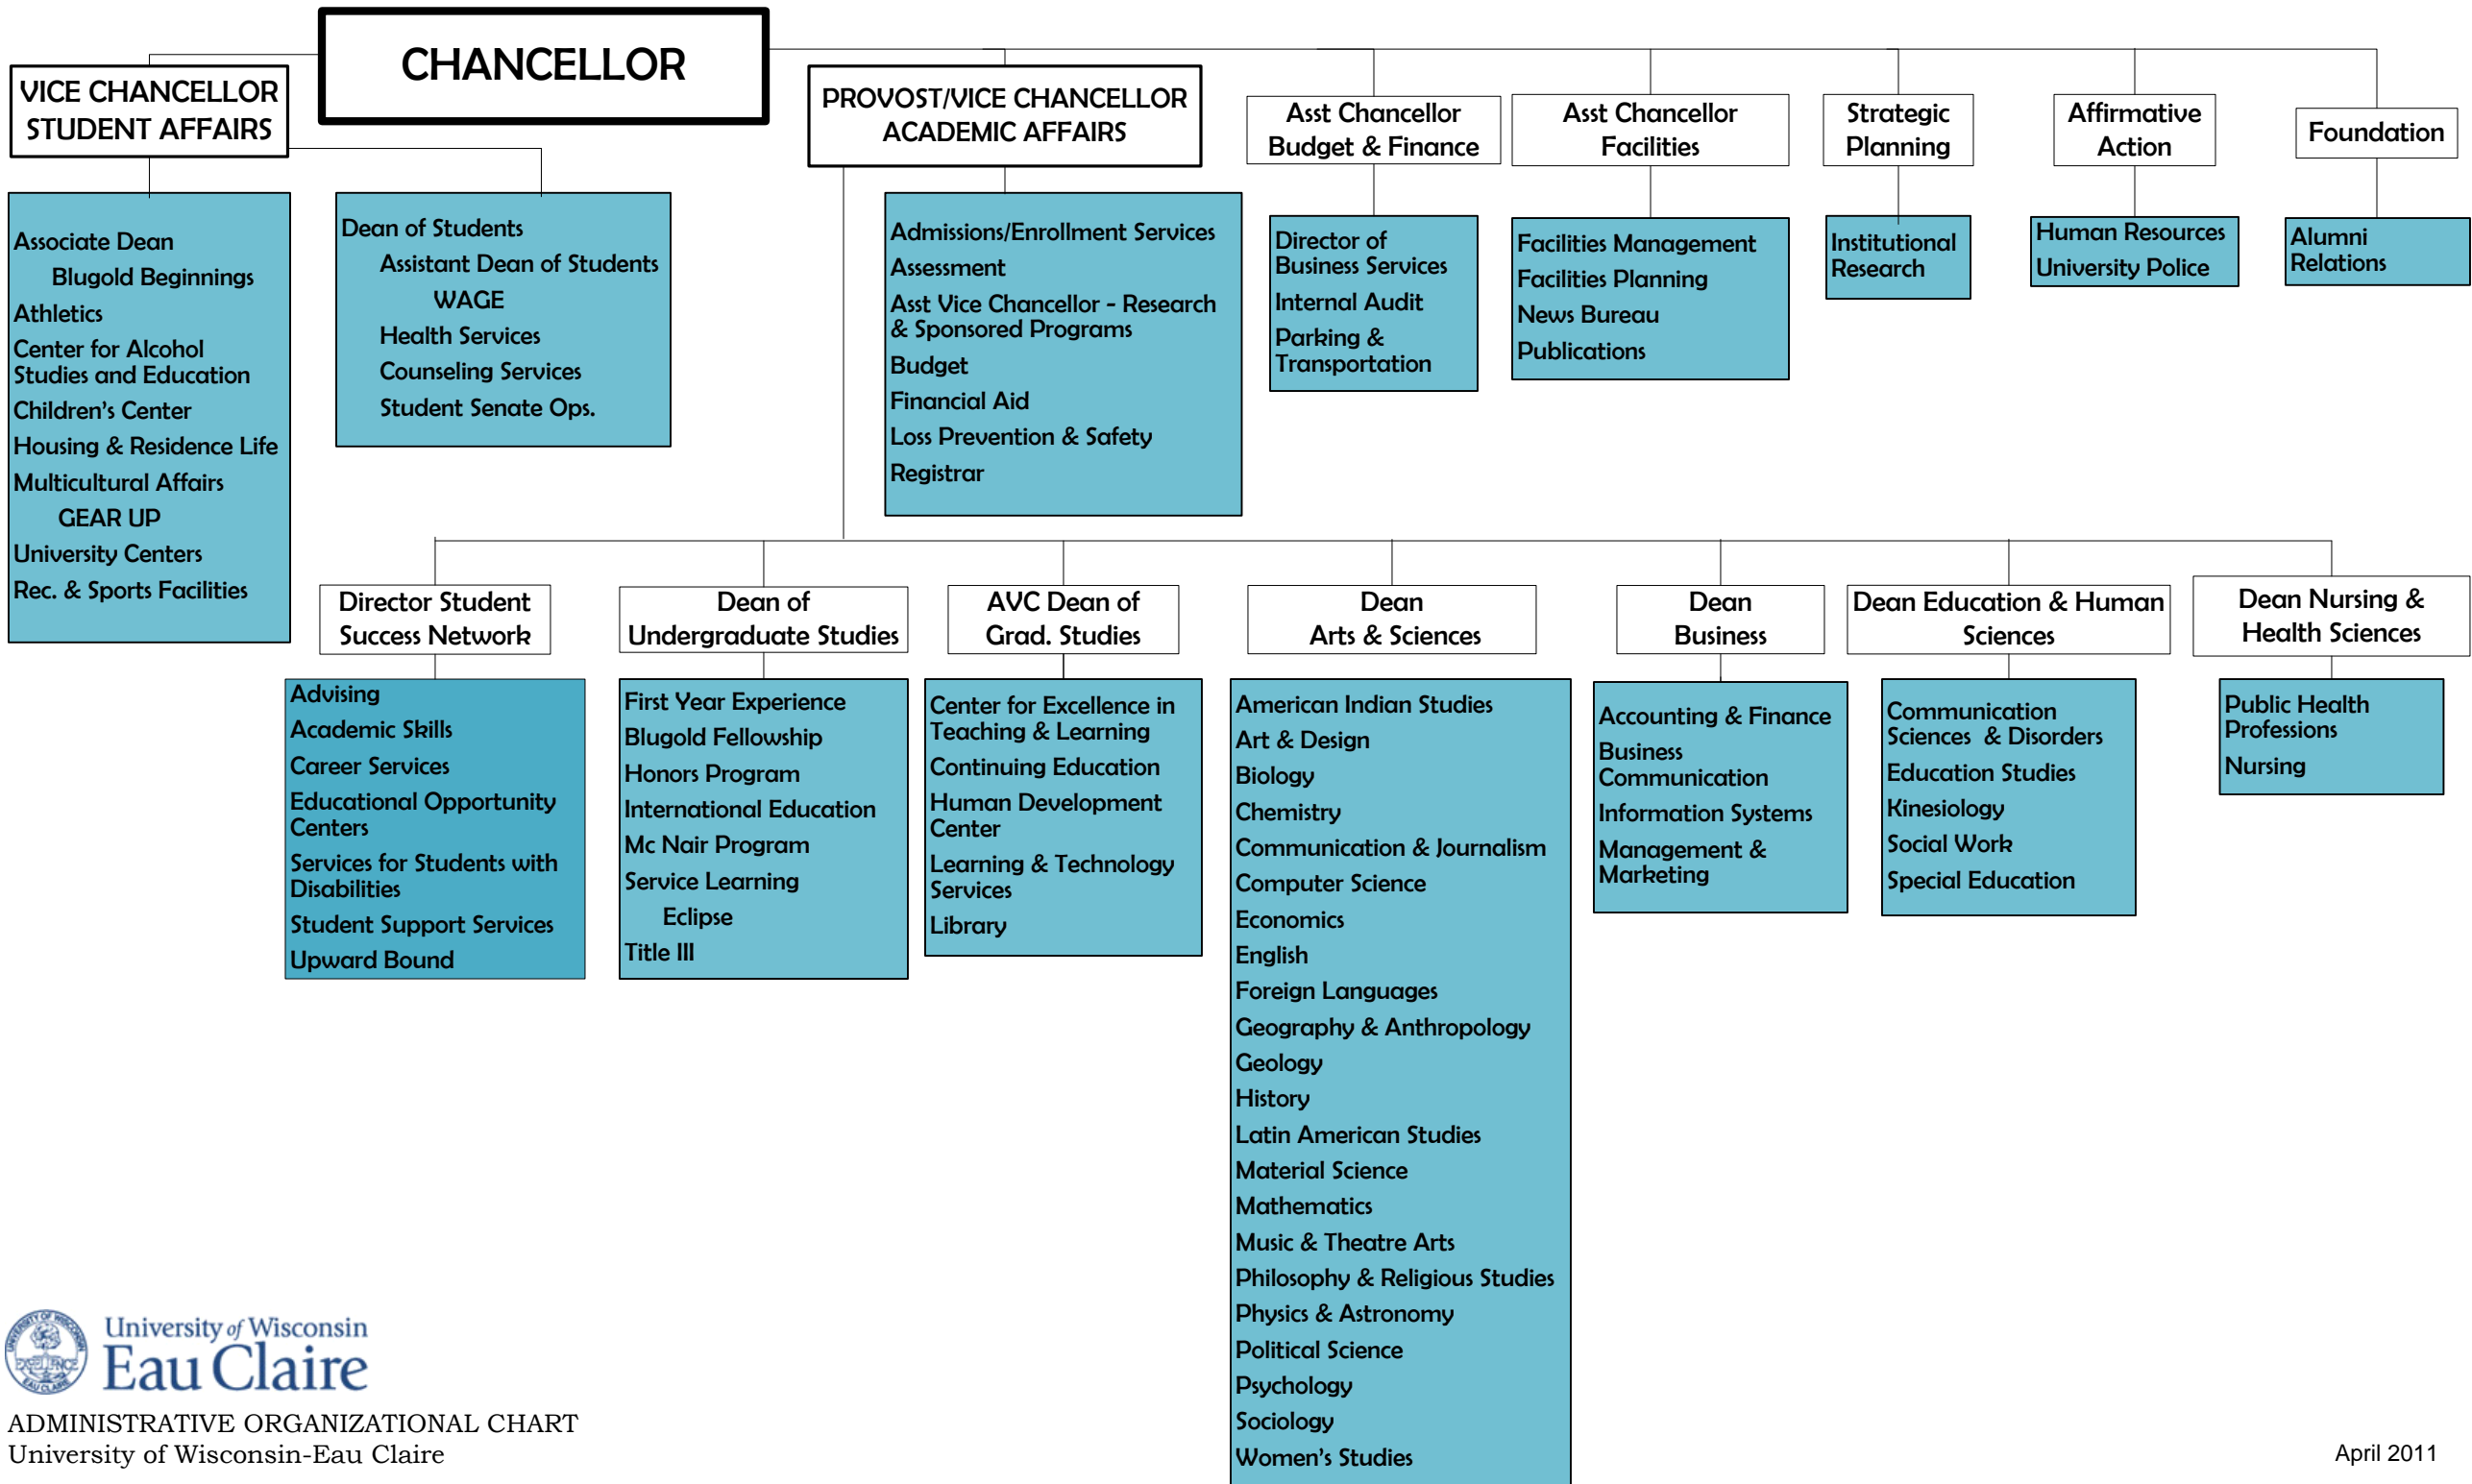 CHANCELLOR
VICE CHANCELLOR
STUDENT AFFAIRS
PROVOST/VICE CHANCELLOR
ACADEMIC AFFAIRS
Asst Chancellor
Budget & Finance
Asst Chancellor
Facilities
Strategic
Planning
Affirmative
Action
Foundation
Associate Dean
Blugold Beginnings
Athletics
Center for Alcohol
Studies and Education
Children's Center
Housing & Residence Life
Multicultural Affairs
GEAR UP
University Centers
Rec. & Sports Facilities
Dean of Students
Assistant Dean of Students
WAGE
Health Services
Counseling Services
Student Senate Ops.
Admissions/Enrollment Services
Assessment
Asst Vice Chancellor - Research
& Sponsored Programs
Budget
Financial Aid
Loss Prevention & Safety
Registrar
Director of
Business Services
Internal Audit
Parking &
Transportation
Facilities Management
Facilities Planning
News Bureau
Publications
Institutional
Research
Human Resources
University Police
Alumni
Relations
Director Student
Success Network
Dean of
Undergraduate Studies
AVC Dean of
Grad. Studies
Dean
Arts & Sciences
Dean
Business
Dean Education & Human
Sciences
Dean Nursing &
Health Sciences
Advising
Academic Skills
Career Services
Educational Opportunity
Centers
Services for Students with
Disabilities
Student Support Services
Upward Bound
First Year Experience
Blugold Fellowship
Honors Program
International Education
Mc Nair Program
Service Learning
Eclipse
Title III
Center for Excellence in
Teaching & Learning
Continuing Education
Human Development
Center
Learning & Technology
Services
Library
American Indian Studies
Art & Design
Biology
Chemistry
Communication & Journalism
Computer Science
Economics
English
Foreign Languages
Geography & Anthropology
Geology
History
Latin American Studies
Material Science
Mathematics
Music & Theatre Arts
Philosophy & Religious Studies
Physics & Astronomy
Political Science
Psychology
Sociology
Women's Studies
Accounting & Finance
Business
Communication
Information Systems
Management &
Marketing
Communication
Sciences & Disorders
Education Studies
Kinesiology
Social Work
Special Education
Public Health
Professions
Nursing
UNIVERSITY OF WISCONSIN
EXCELLENCE
EAU CLAIRE
University of Wisconsin
Eau Claire
ADMINISTRATIVE ORGANIZATIONAL CHART
University of Wisconsin-Eau Claire
April 2011